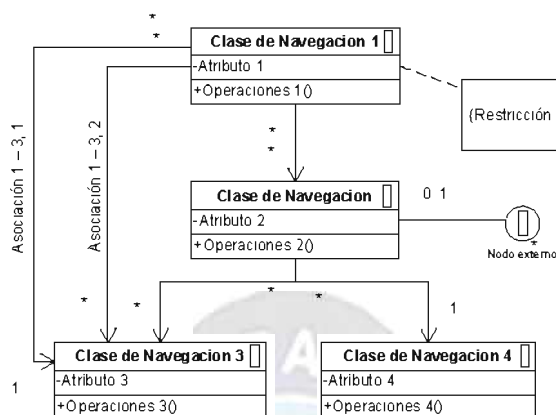 *
*
Clase de Navegacion 1
-Atributo 1
+Operaciones 1()
{Restricción
Asociación 1 – 3, 1
Asociación 1 – 3, 2
*
*
Clase de Navegacion
-Atributo 2
+Operaciones 2()
0 1
*
Nodo externo
*
*
*
*
1
1
Clase de Navegacion 3
-Atributo 3
+Operaciones 3()
Clase de Navegacion 4
-Atributo 4
+Operaciones 4()